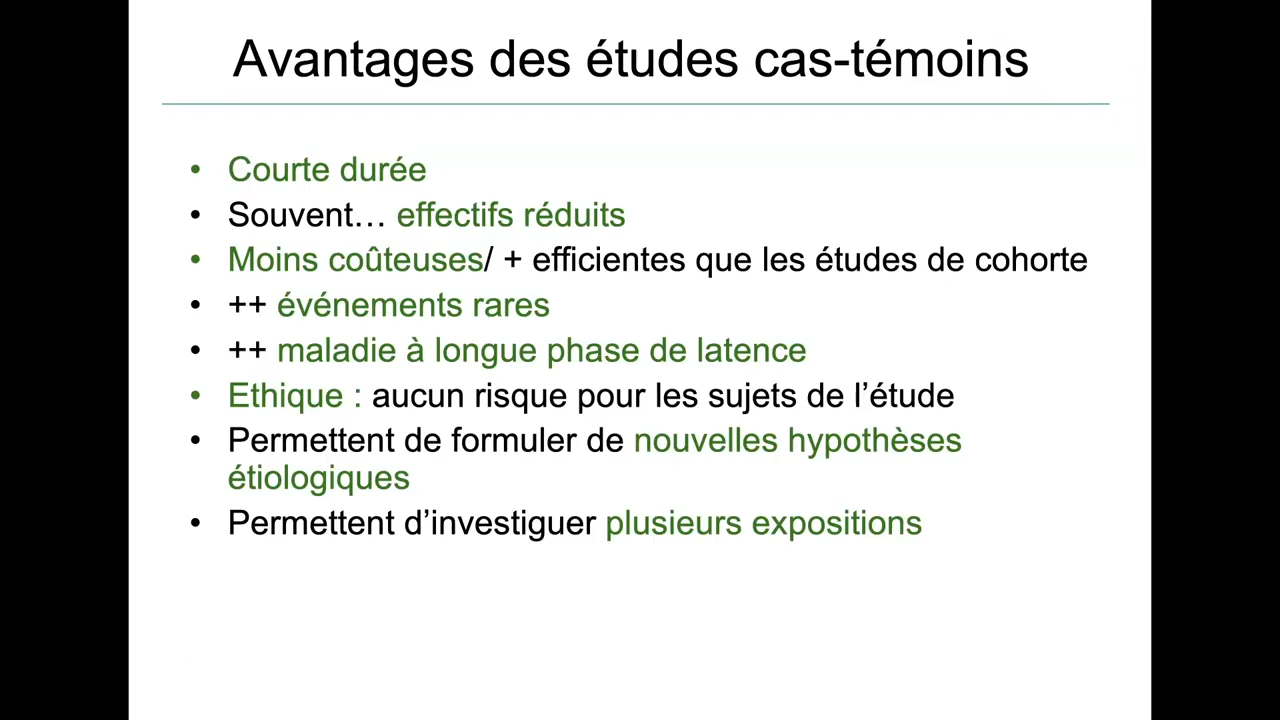 Avantages des études cas-témoins
• Courte durée
• Souvent… effectifs réduits
• Moins coûteuses/ + efficientes que les études de cohorte
• ++ événements rares
• ++ maladie à longue phase de latence
• Ethique : aucun risque pour les sujets de l’étude
• Permettent de formuler de nouvelles hypothèses
étiologiques
• Permettent d’investiguer plusieurs expositions